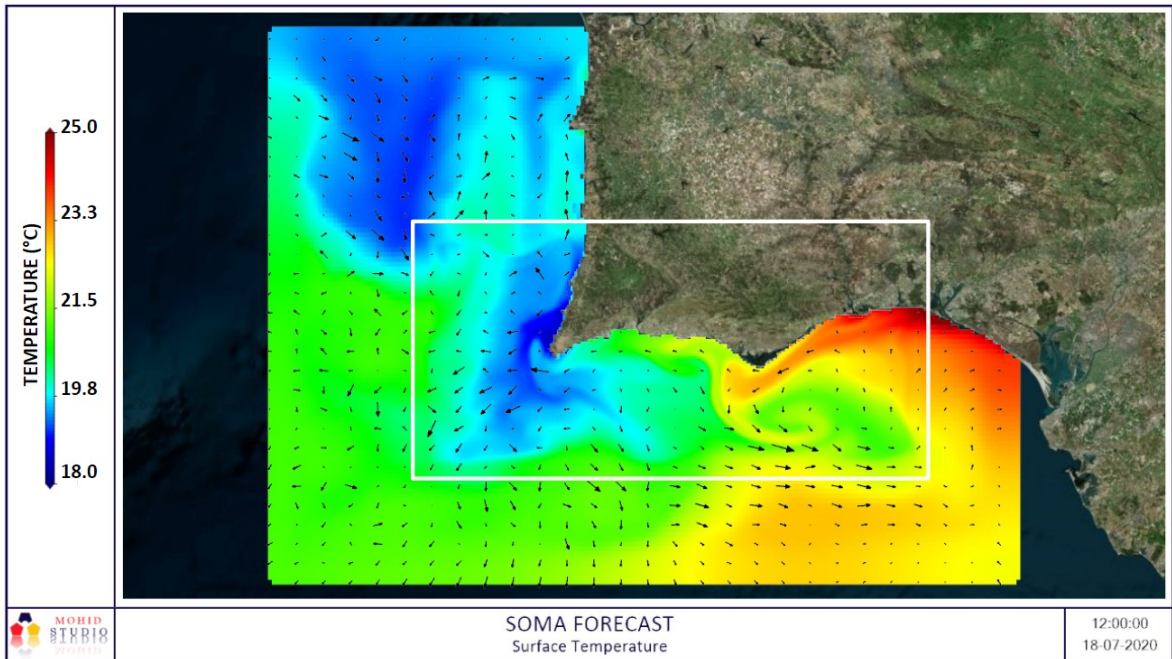 TEMPERATURE (°C)
25.0
23.3
21.5
19.8
18.0
MOHID
STUDIO
SOMA FORECAST
Surface Temperature
12:00:00
18-07-2020